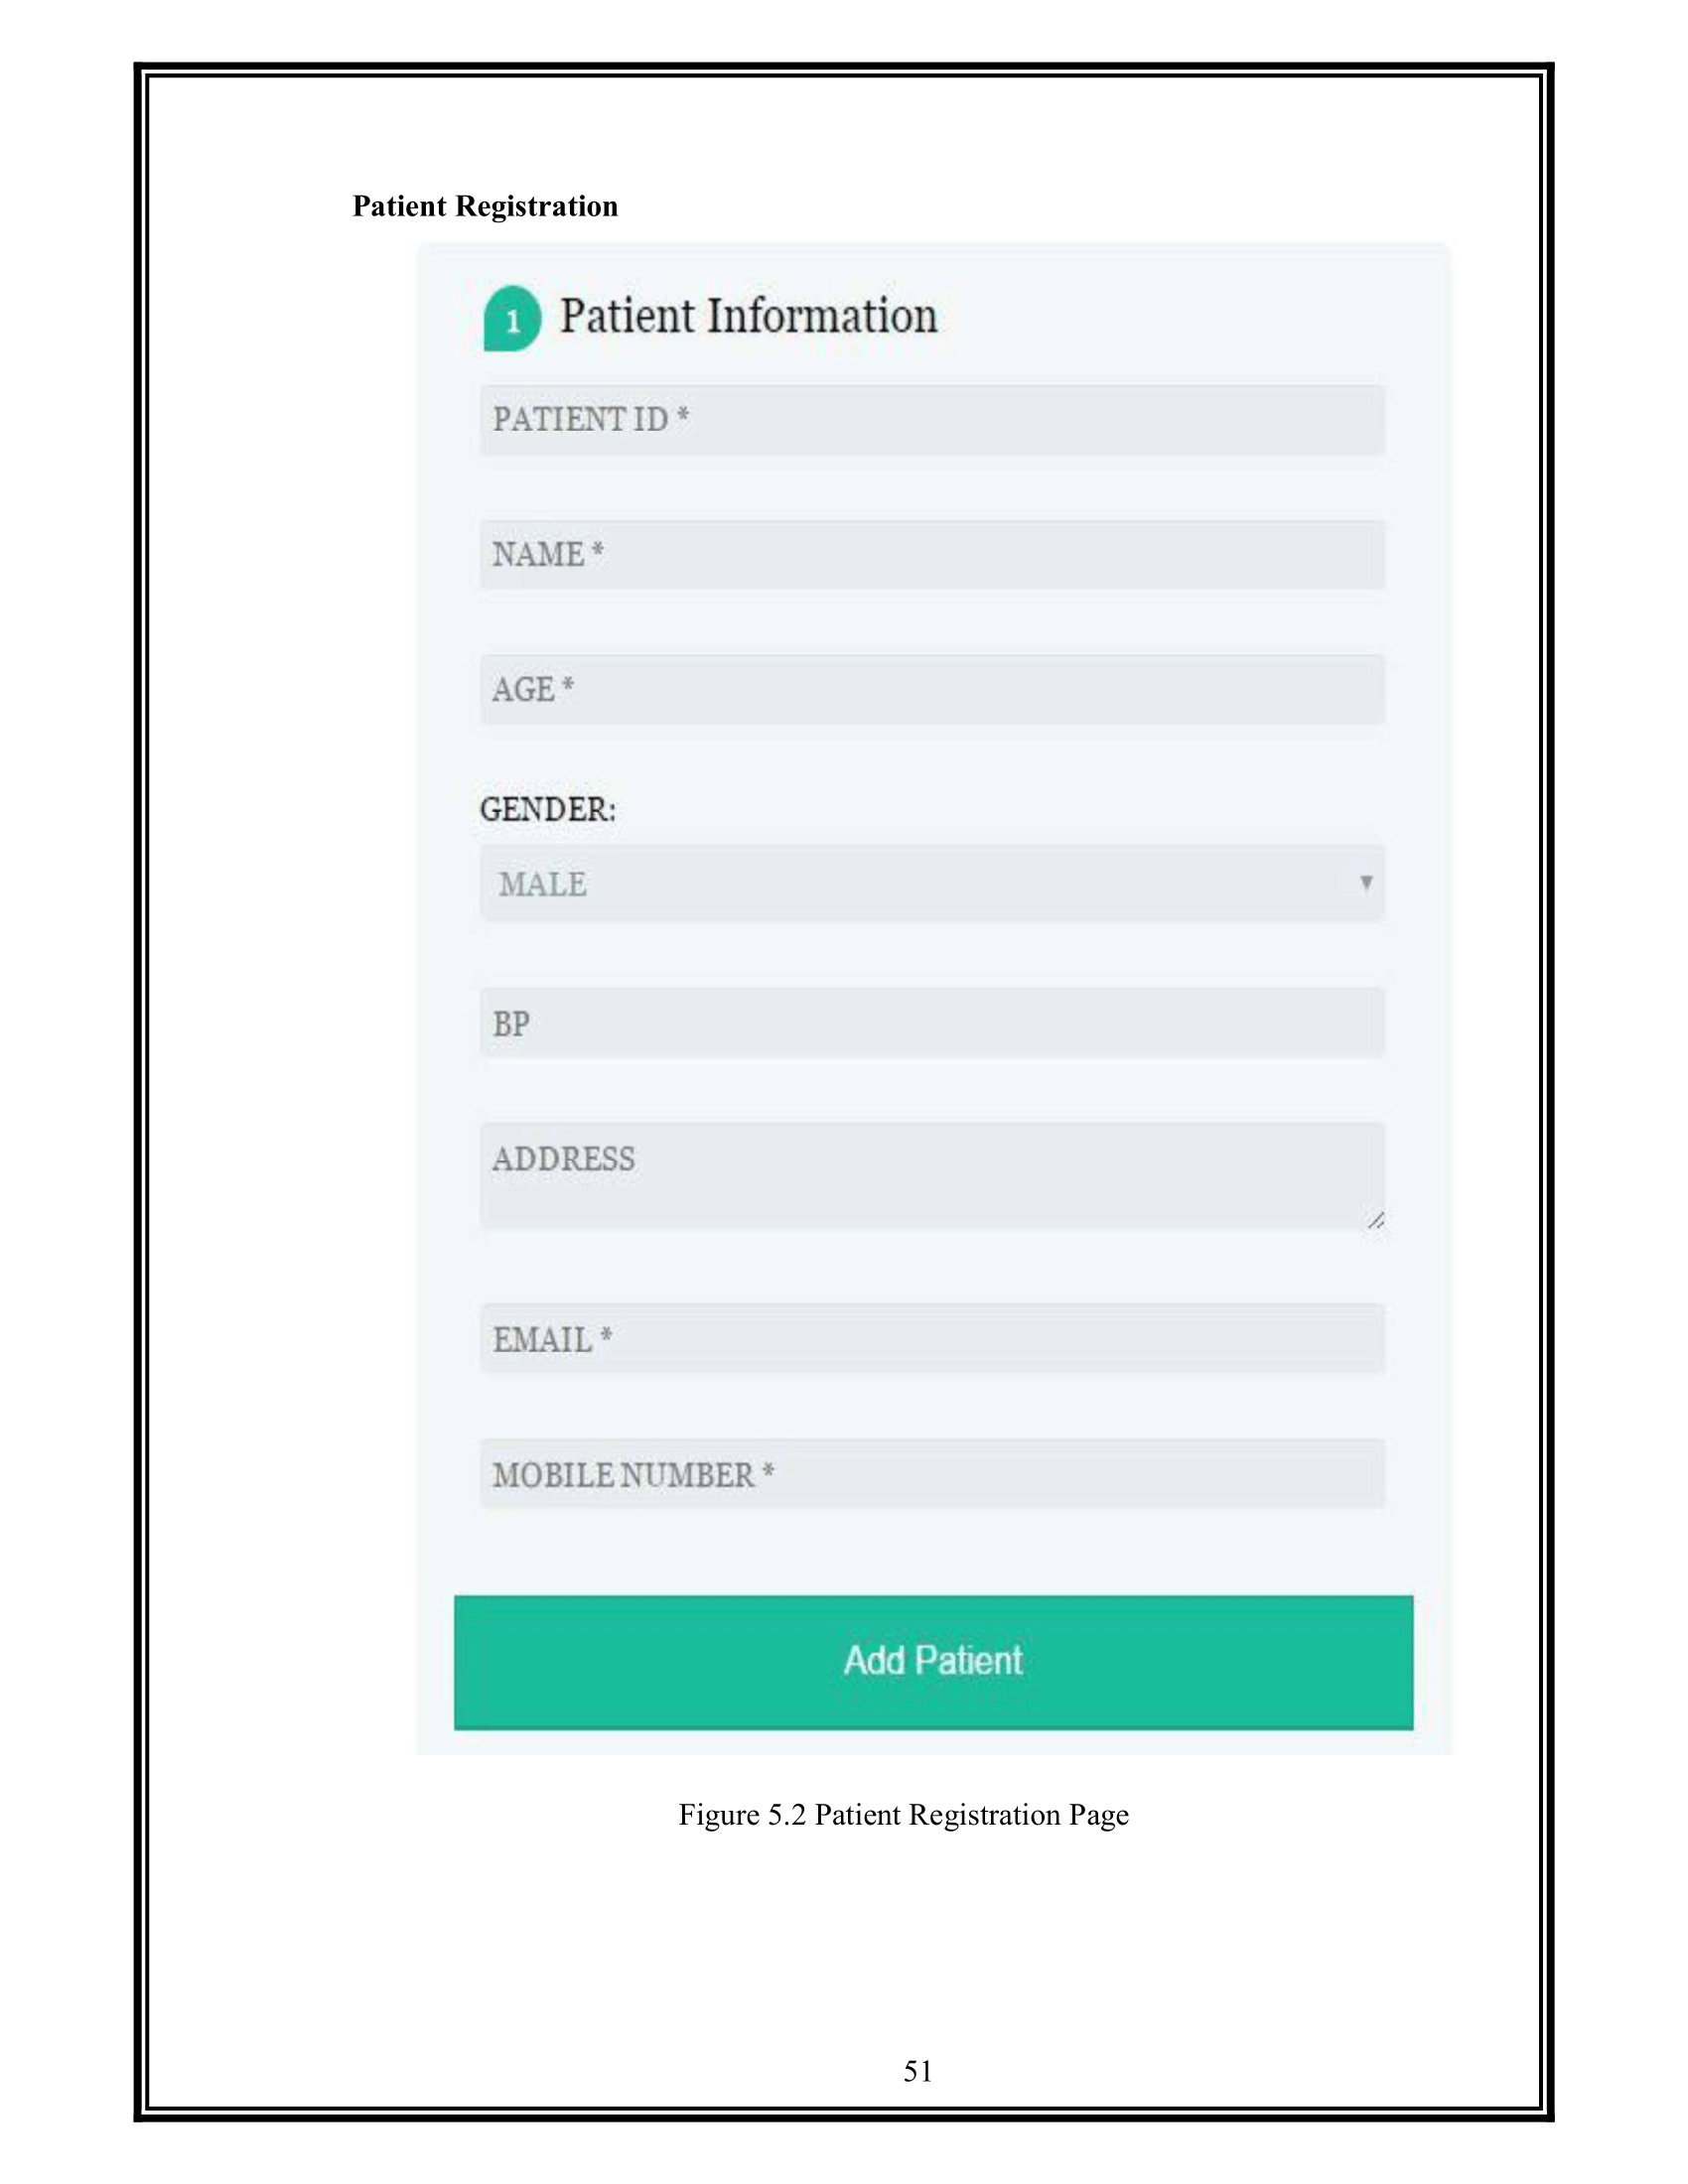 Patient Registration
1 Patient Information
PATIENT ID *
NAME *
AGE *
GENDER:
MALE
BP
ADDRESS
EMAIL *
MOBILE NUMBER *
Add Patient
Figure 5.2 Patient Registration Page
51